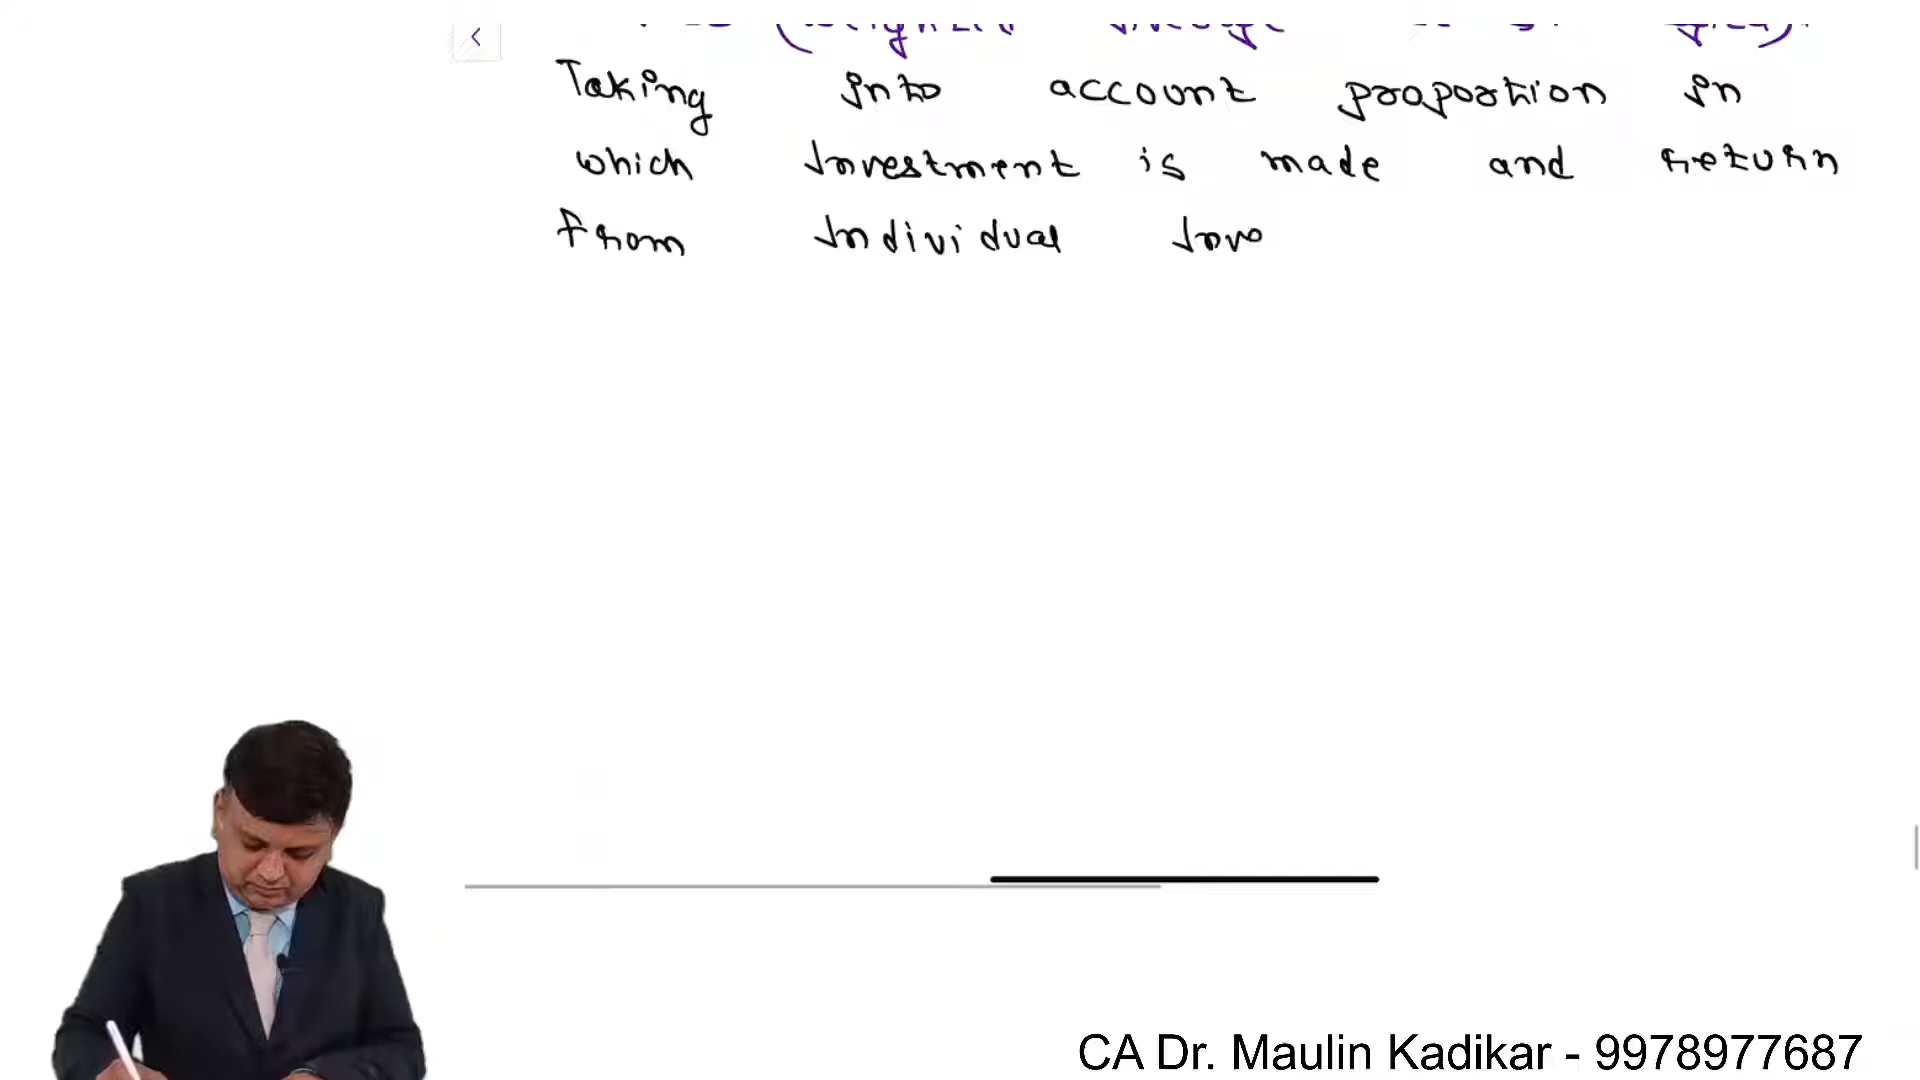 Taking into account proportion in
which Investment is made and return
from Individual Inve
CA Dr. Maulin Kadikar - 9978977687